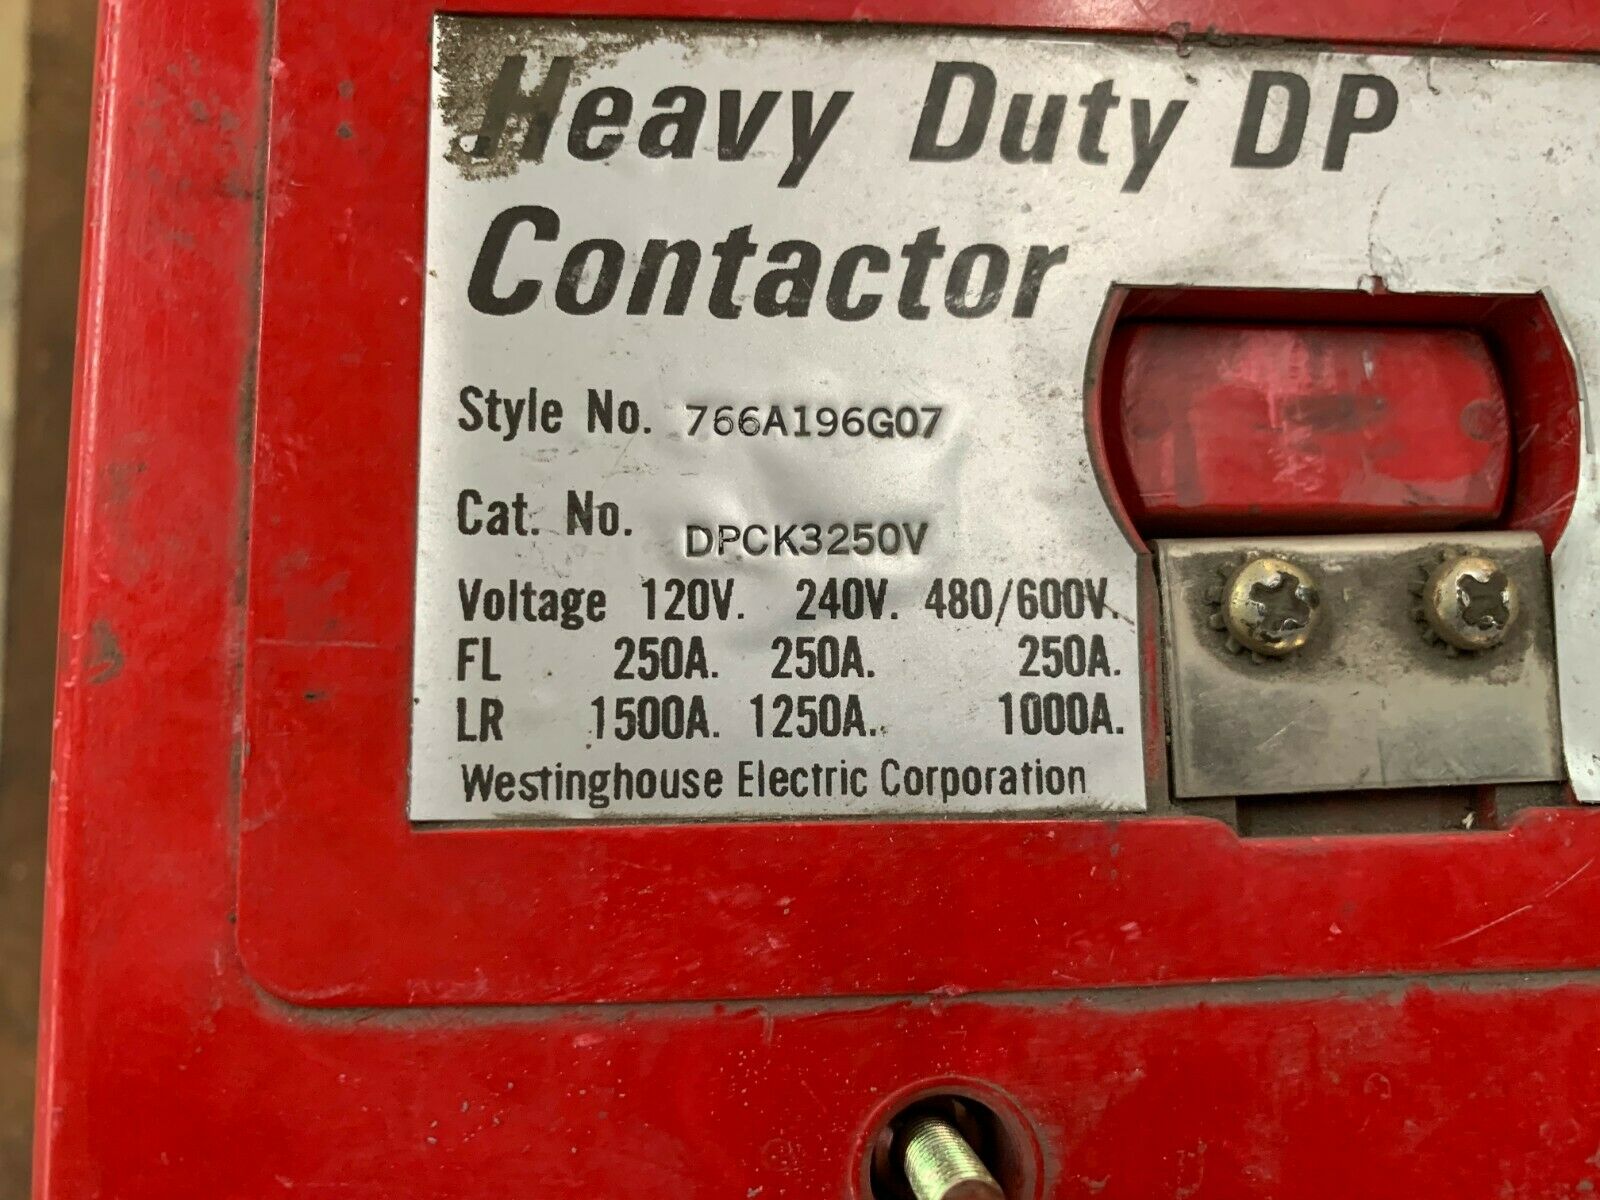 Heavy Duty DP
Contactor
Style No. 766A196G07
Cat. No. DPCK3250V
Voltage 120V. 240V. 480/600V.
FL 250A. 250A. 250A.
LR 1500A. 1250A. 1000A.
Westinghouse Electric Corporation